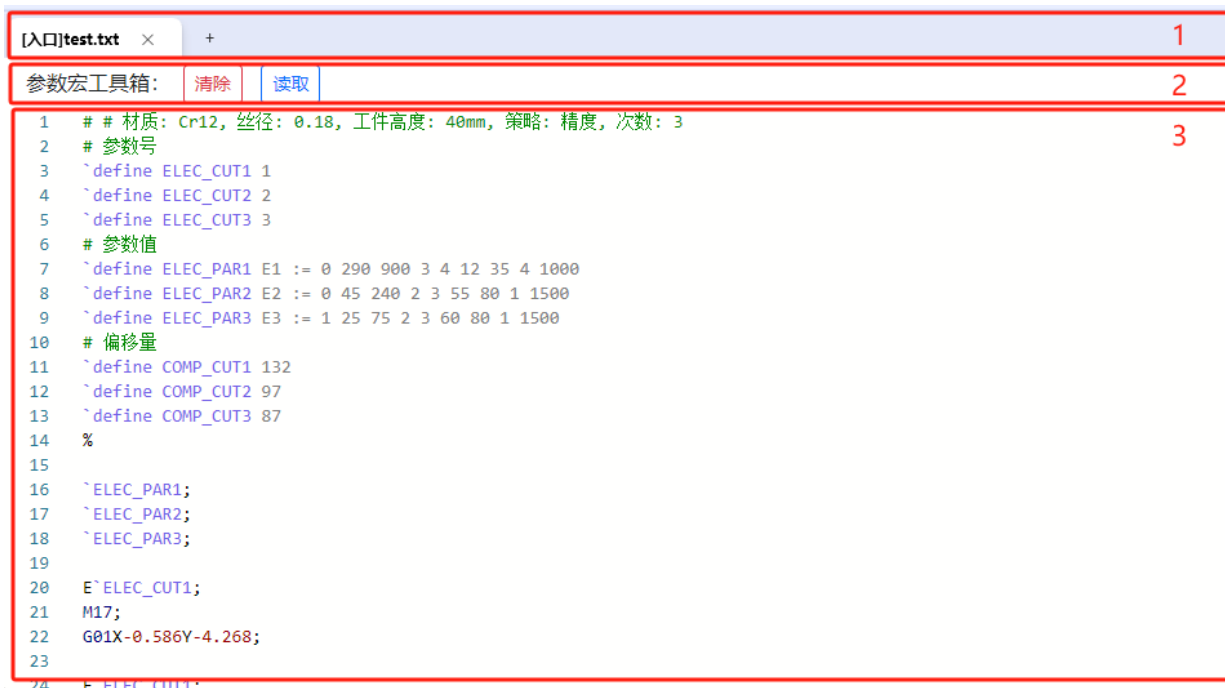 [入口]test.txt × + 1
参数宏工具箱： 清除 读取 2
3
1 # # 材质: Cr12, 丝径: 0.18, 工件高度: 40mm, 策略: 精度, 次数: 3
2 # 参数号
3 `define ELEC_CUT1 1
4 `define ELEC_CUT2 2
5 `define ELEC_CUT3 3
6 # 参数值
7 `define ELEC_PAR1 E1 := 0 290 900 3 4 12 35 4 1000
8 `define ELEC_PAR2 E2 := 0 45 240 2 3 55 80 1 1500
9 `define ELEC_PAR3 E3 := 1 25 75 2 3 60 80 1 1500
10 # 偏移量
11 `define COMP_CUT1 132
12 `define COMP_CUT2 97
13 `define COMP_CUT3 87
14 %
15
16 `ELEC_PAR1;
17 `ELEC_PAR2;
18 `ELEC_PAR3;
19
20 E`ELEC_CUT1;
21 M17;
22 G01X-0.586Y-4.268;
23
24 E`ELEC_CUT1;